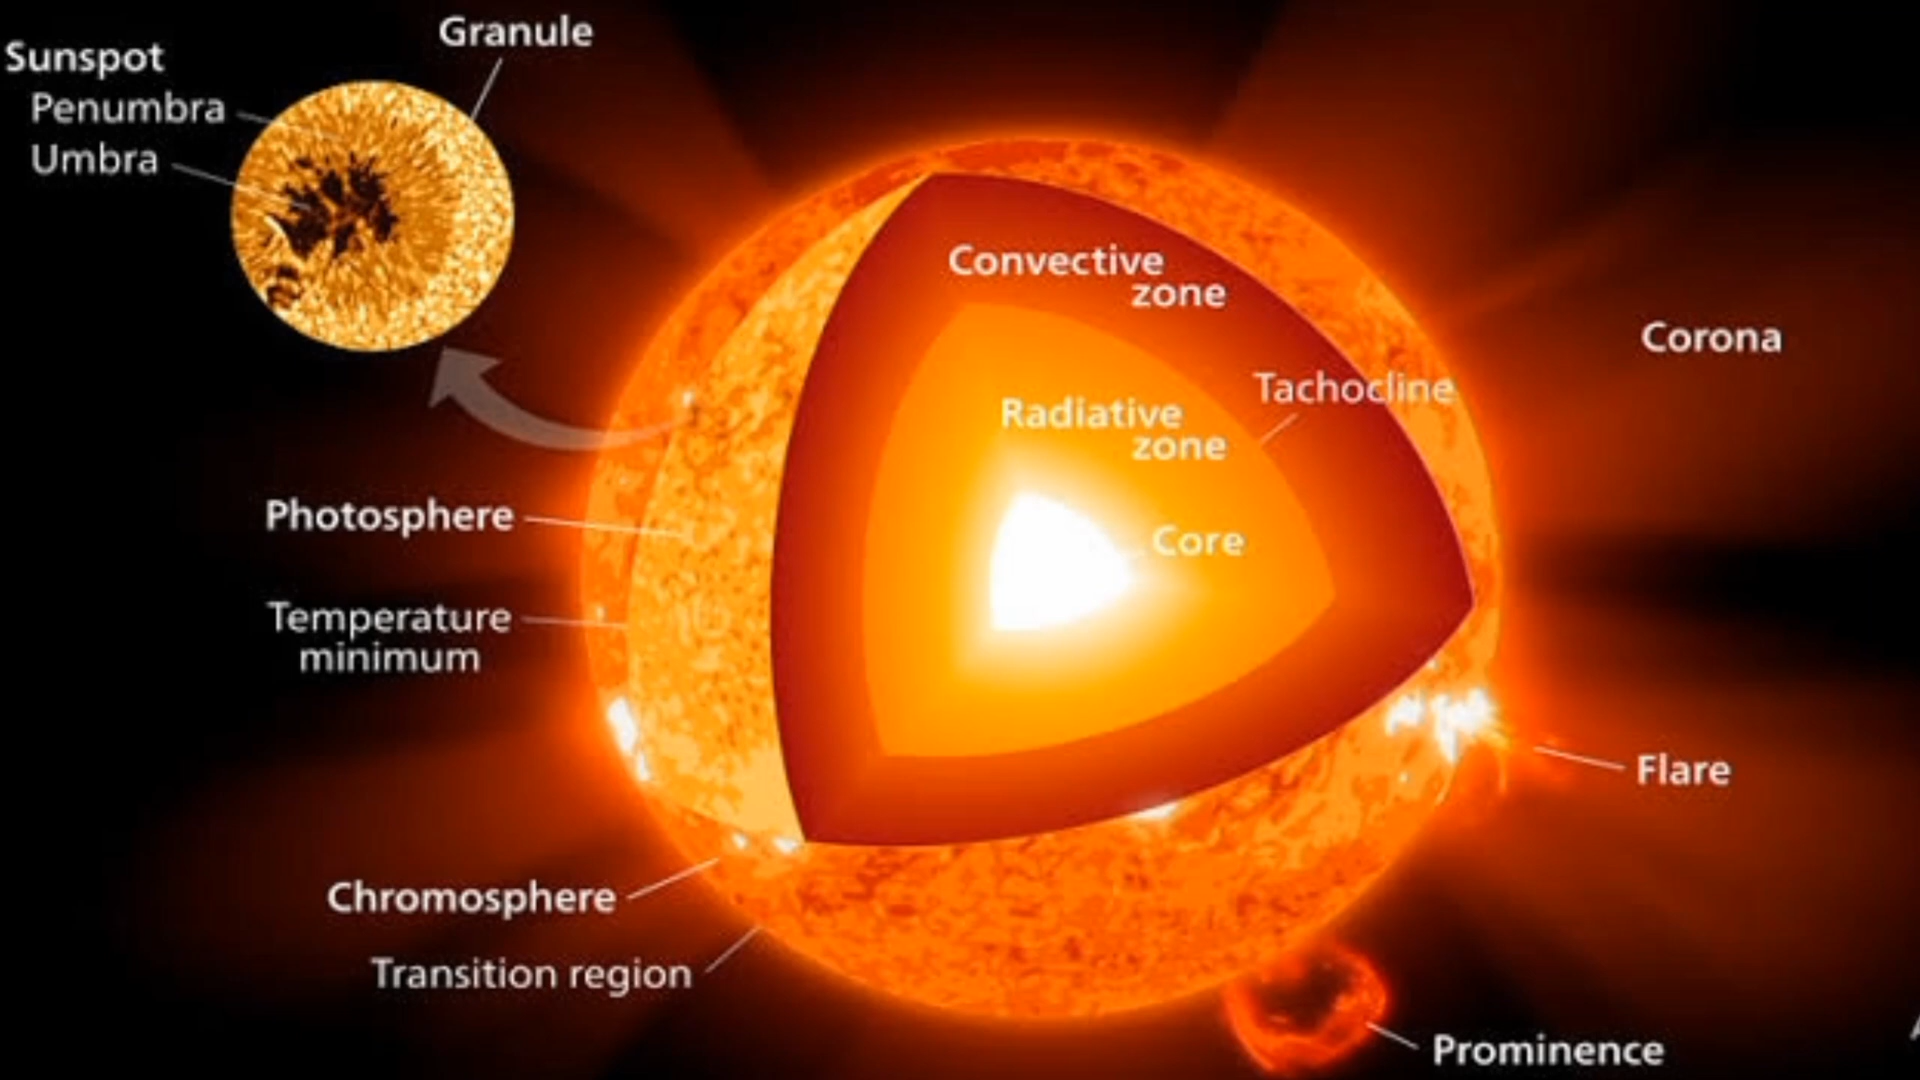 Granule
Sunspot
Penumbra
Umbra
Convective
zone
Corona
Tachocline
Radiative
zone
Photosphere
Core
Temperature
minimum
Flare
Chromosphere
Transition region
Prominence